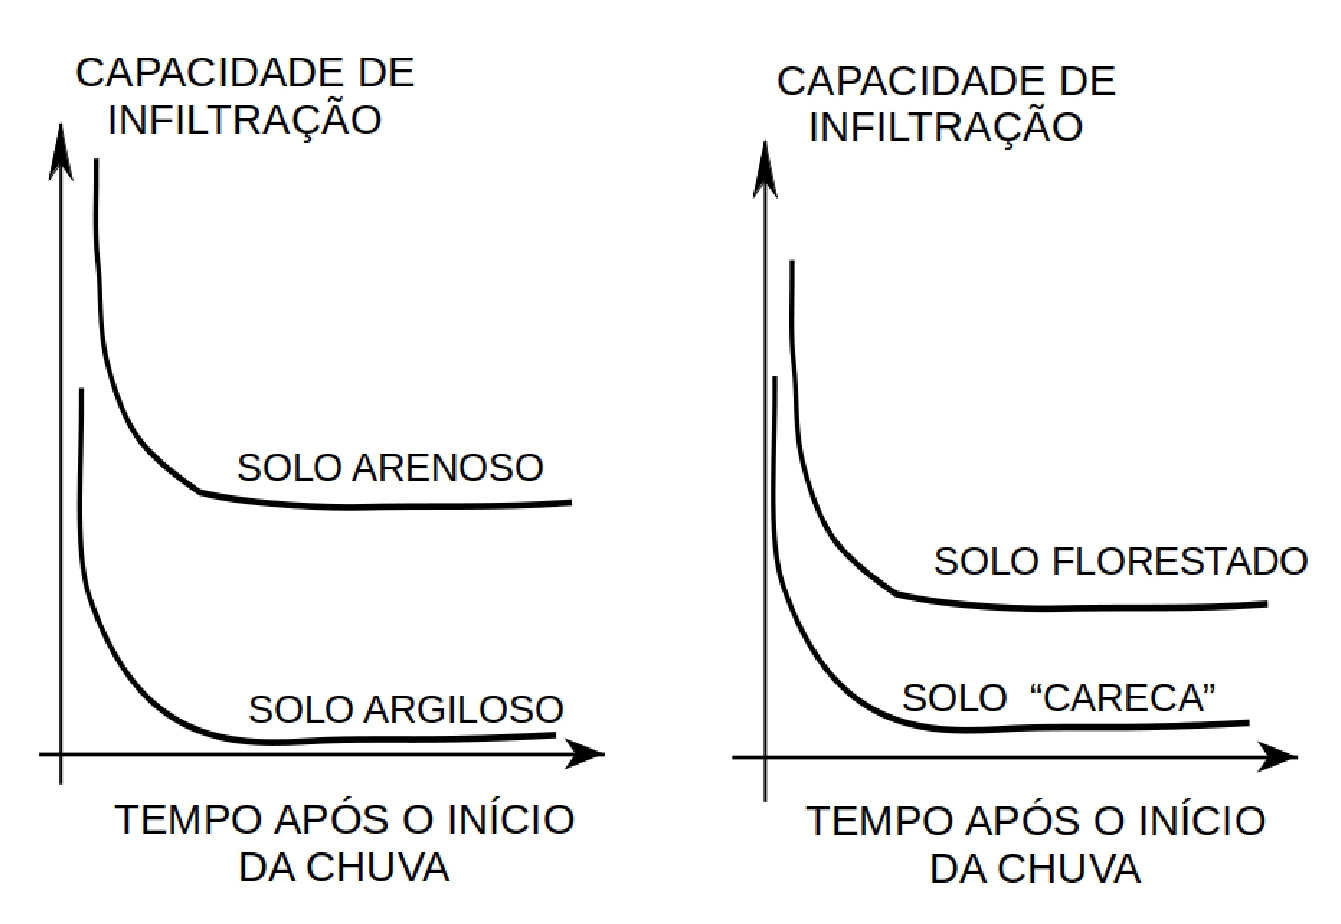 CAPACIDADE DE
INFILTRAÇÃO
SOLO ARENOSO
SOLO ARGILOSO
TEMPO APÓS O INÍCIO
DA CHUVA
CAPACIDADE DE
INFILTRAÇÃO
SOLO FLORESTADO
SOLO “CARECA”
TEMPO APÓS O INÍCIO
DA CHUVA